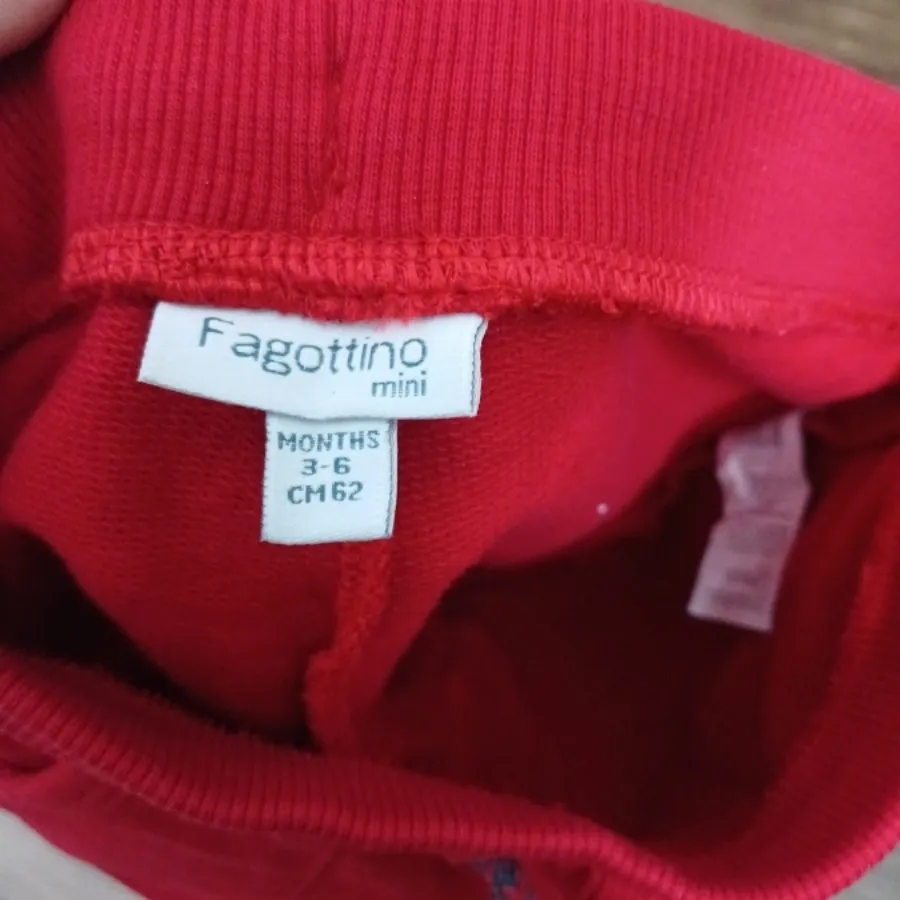 Fagottino
mini
MONTHS
3-6
CM 62